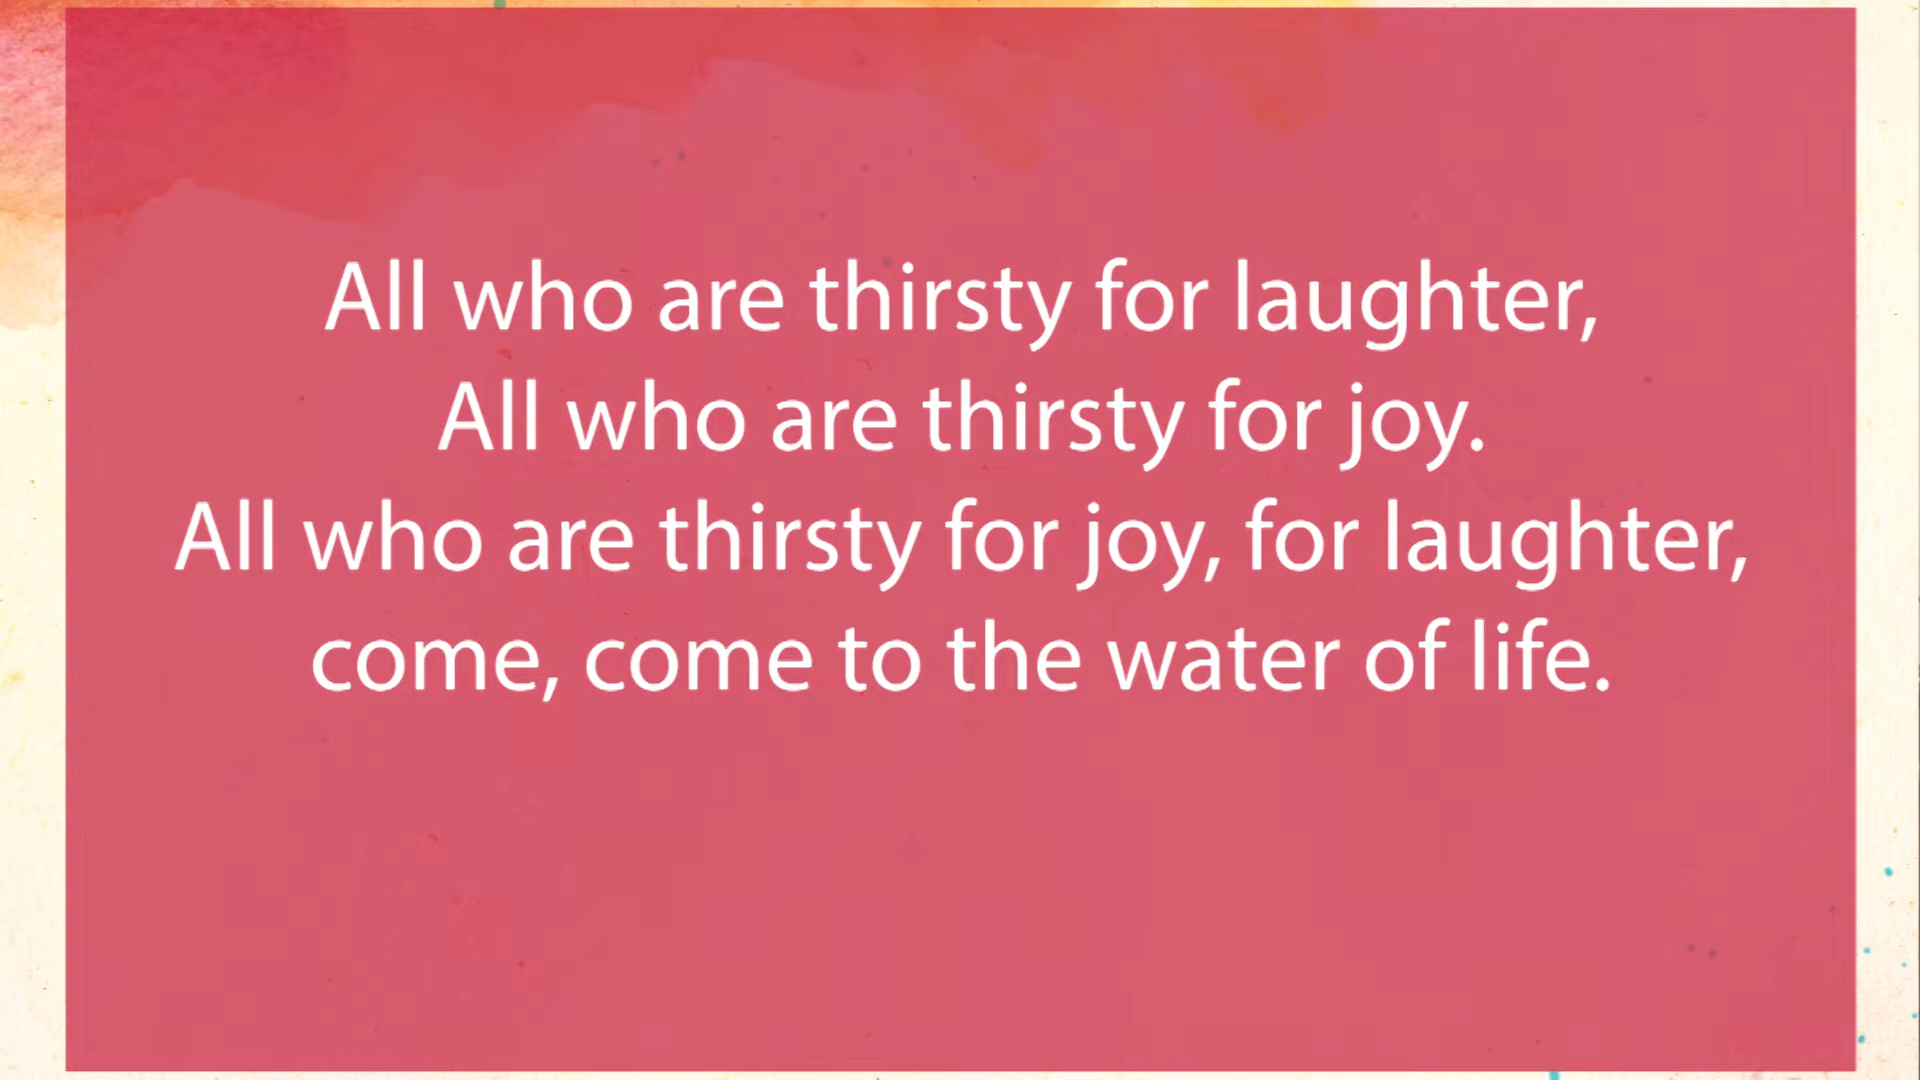 All who are thirsty for laughter,
All who are thirsty for joy.
All who are thirsty for joy, for laughter,
come, come to the water of life.